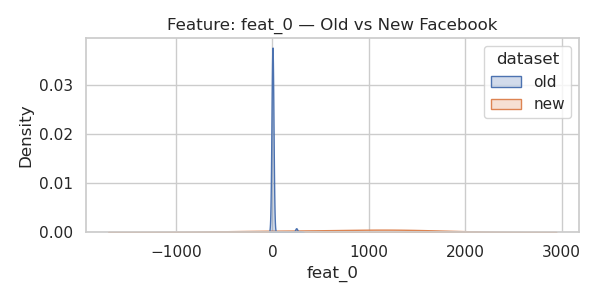 Feature: feat_0 — Old vs New Facebook
dataset
old
new
Density
0.03
0.02
0.01
0.00
−1000
0
1000
2000
3000
feat_0